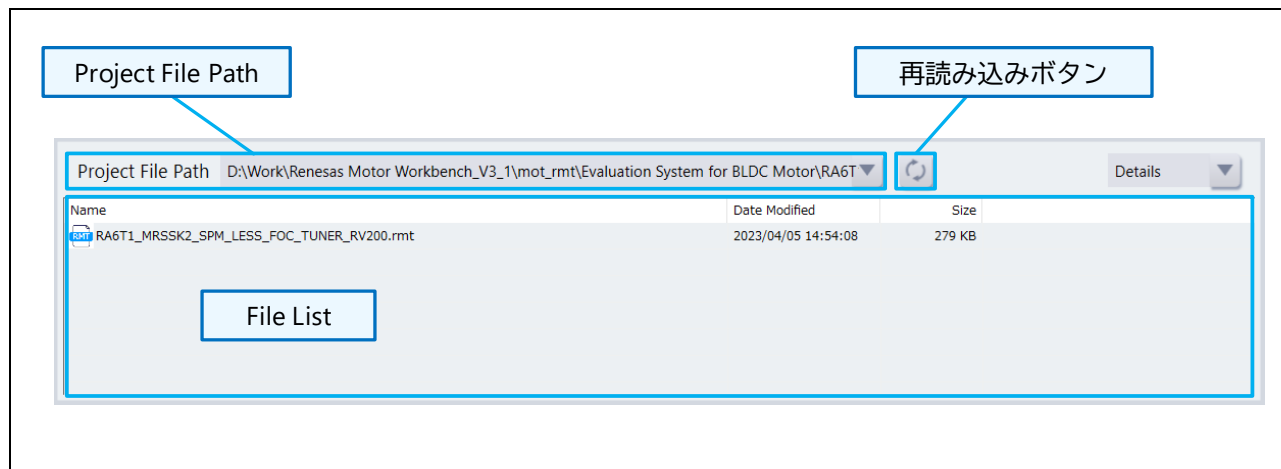 Project File Path
再読み込みボタン
Project File Path D:\Work\Renesas Motor Workbench_V3_1\mot_rmt\Evaluation System for BLDC Motor\RA6T Details
Name Date Modified Size
RMT RA6T1_MRSSK2_SPM_LESS_FOC_TUNER_RV200.rmt 2023/04/05 14:54:08 279 KB
File List